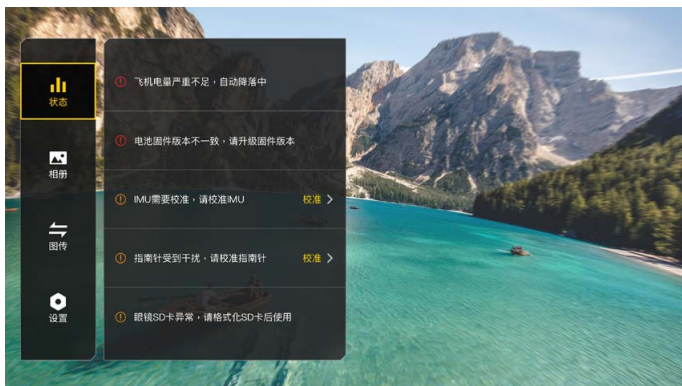 状态
相册
图传
设置
飞机电量严重不足，自动降落中
电池固件版本不一致，请升级固件版本
IMU需要校准，请校准IMU 校准
指南针受到干扰，请校准指南针 校准
眼镜SD卡异常，请格式化SD卡后使用